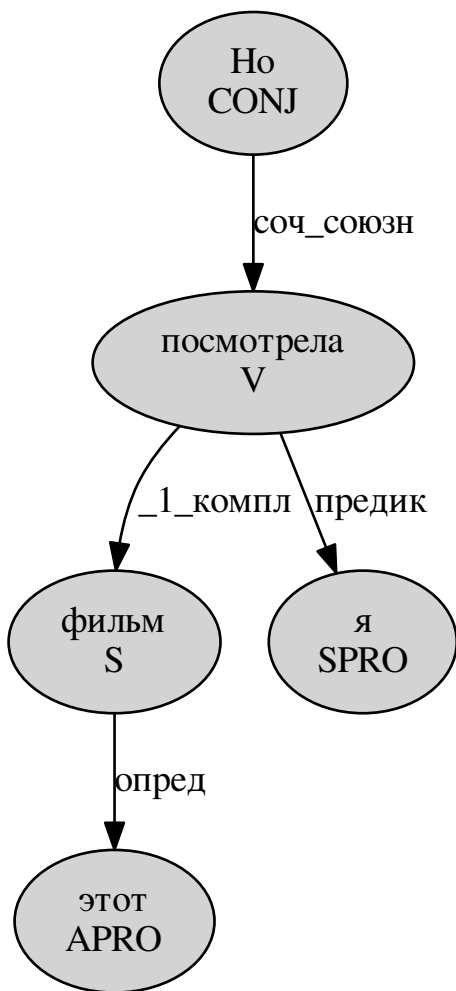 Но
CONJ
соч_союзн
посмотрела
V
_1_компл предик
фильм
S
я
SPRO
опред
этот
APRO